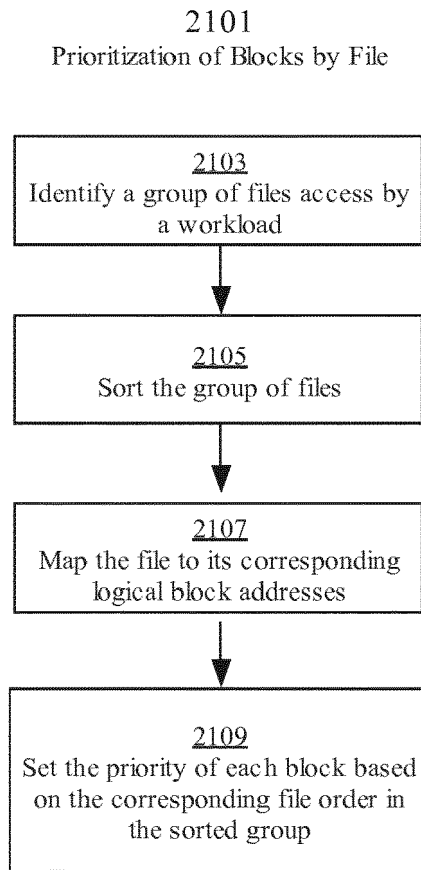 2101
Prioritization of Blocks by File
2103
Identify a group of files access by
a workload
2105
Sort the group of files
2107
Map the file to its corresponding
logical block addresses
2109
Set the priority of each block based
on the corresponding file order in
the sorted group